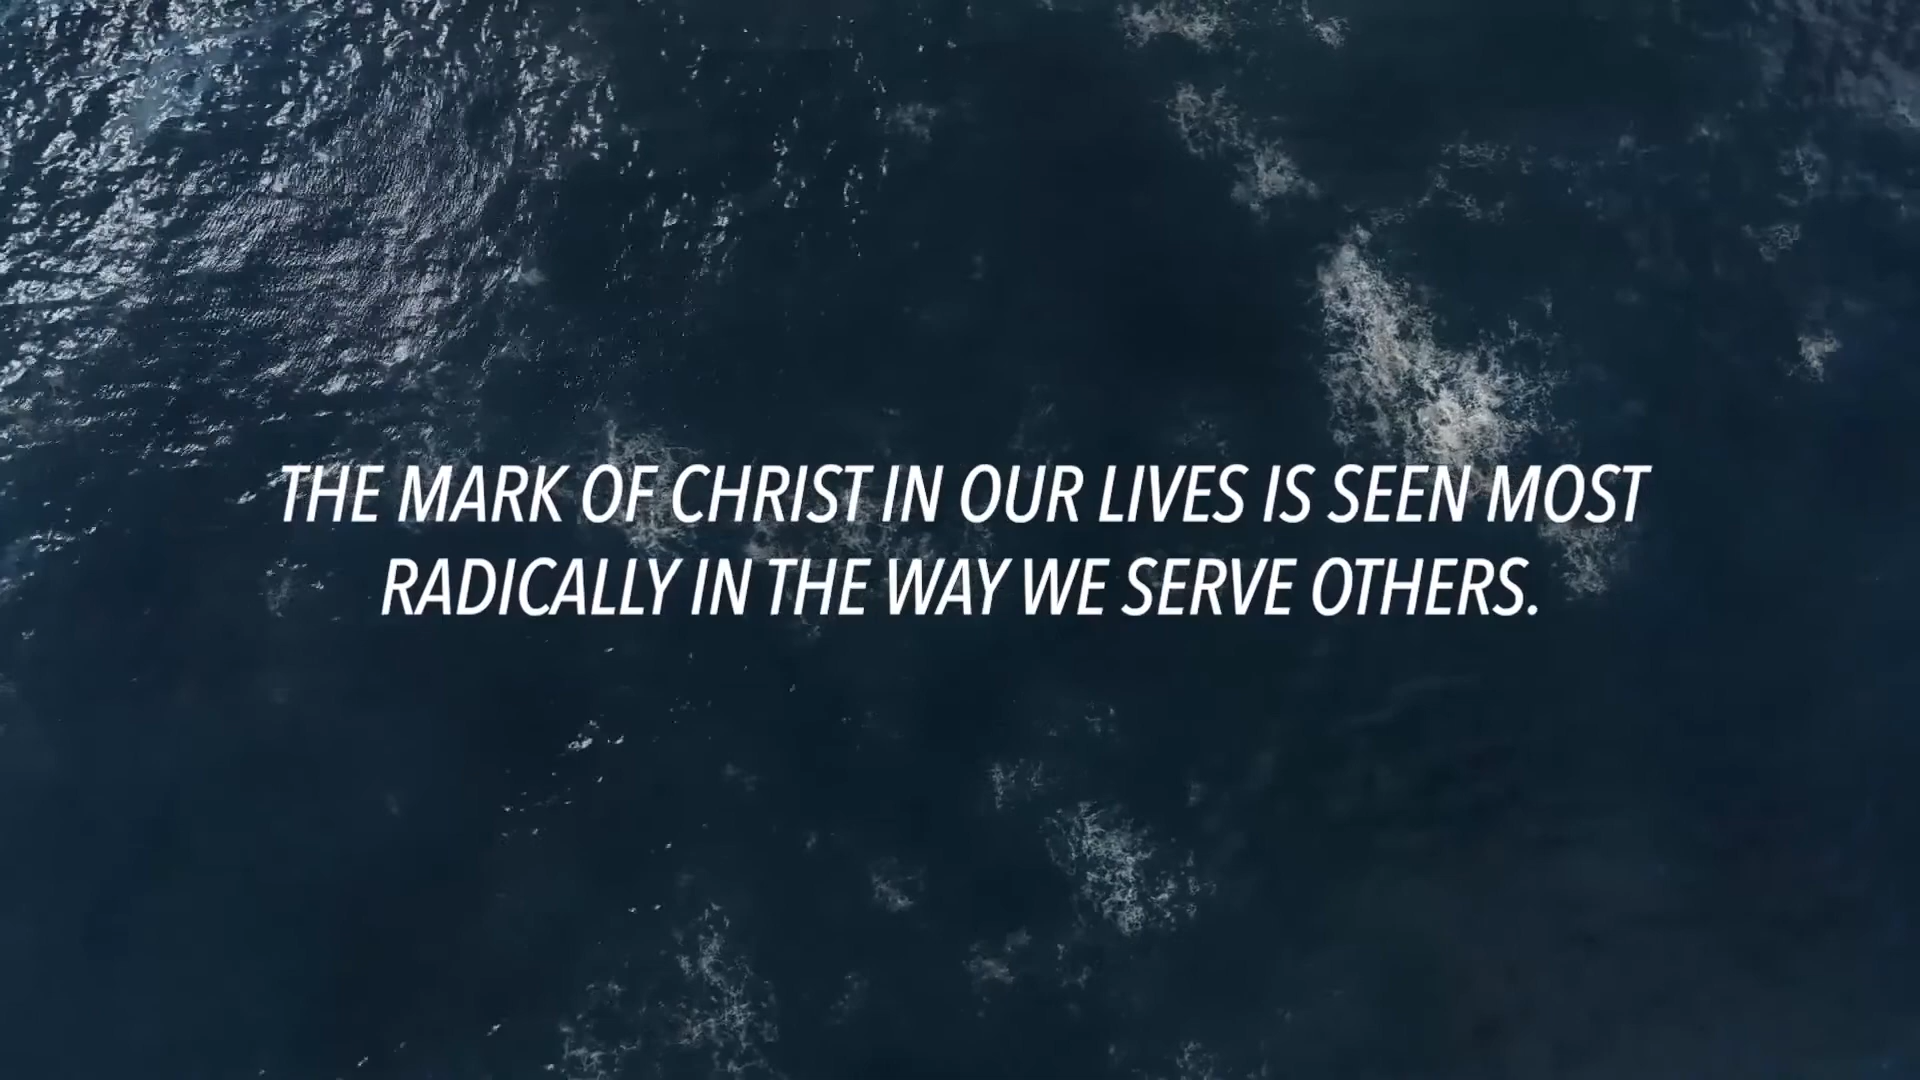 THE MARK OF CHRIST IN OUR LIVES IS SEEN MOST
RADICALLY IN THE WAY WE SERVE OTHERS.